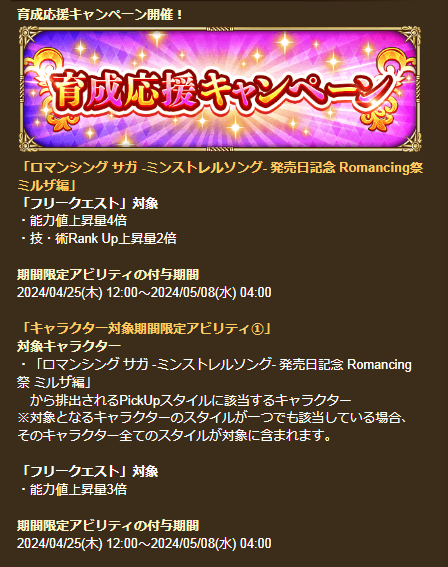 育成応援キャンペーン開催！
育成応援キャンペーン
「ロマンシング サガ -ミンストレルソング- 発売日記念 Romancing祭
ミルザ編」
「フリークエスト」対象
・能力値上昇量4倍
・技・術Rank Up上昇量2倍
期間限定アビリティの付与期間
2024/04/25(木) 12:00～2024/05/08(水) 04:00
「キャラクター対象期間限定アビリティ①」
対象キャラクター
・「ロマンシング サガ -ミンストレルソング- 発売日記念 Romancing
祭 ミルザ編」
から排出されるPickUpスタイルに該当するキャラクター
※対象となるキャラクターのスタイルが一つでも該当している場合、
そのキャラクター全てのスタイルが対象に含まれます。
「フリークエスト」対象
・能力値上昇量3倍
期間限定アビリティの付与期間
2024/04/25(木) 12:00～2024/05/08(水) 04:00